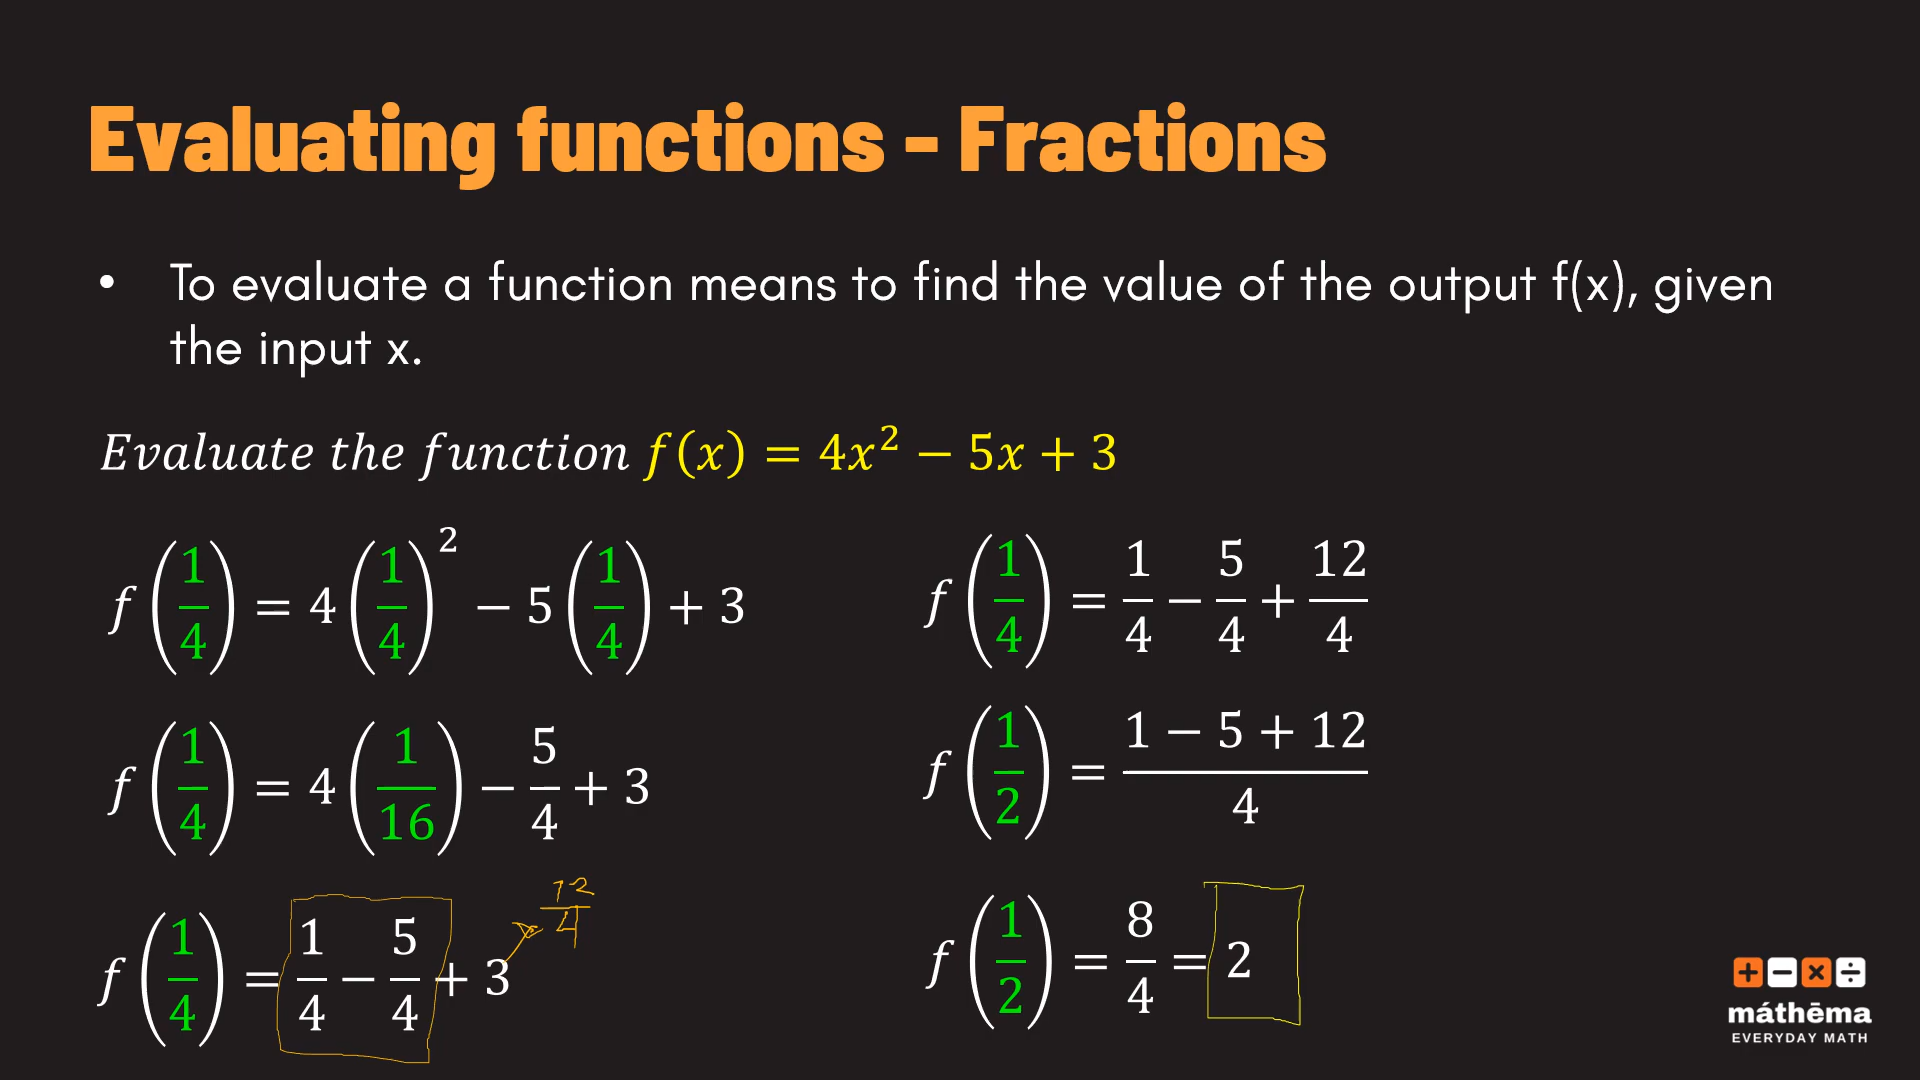 Evaluating functions - Fractions
• To evaluate a function means to find the value of the output f(x), given
the input x.
Evaluate the function f(x) = 4x² − 5x + 3
f(1/4) = 4(1/4)² − 5(1/4) + 3
f(1/4) = 4(1/16) − 5/4 + 3
f(1/4) = 1/4 − 5/4 + 3
12/4
f(1/4) = 1/4 − 5/4 + 12/4
f(1/2) = (1 − 5 + 12)/4
f(1/2) = 8/4 = 2
+ − × ÷
máthēma
EVERYDAY MATH